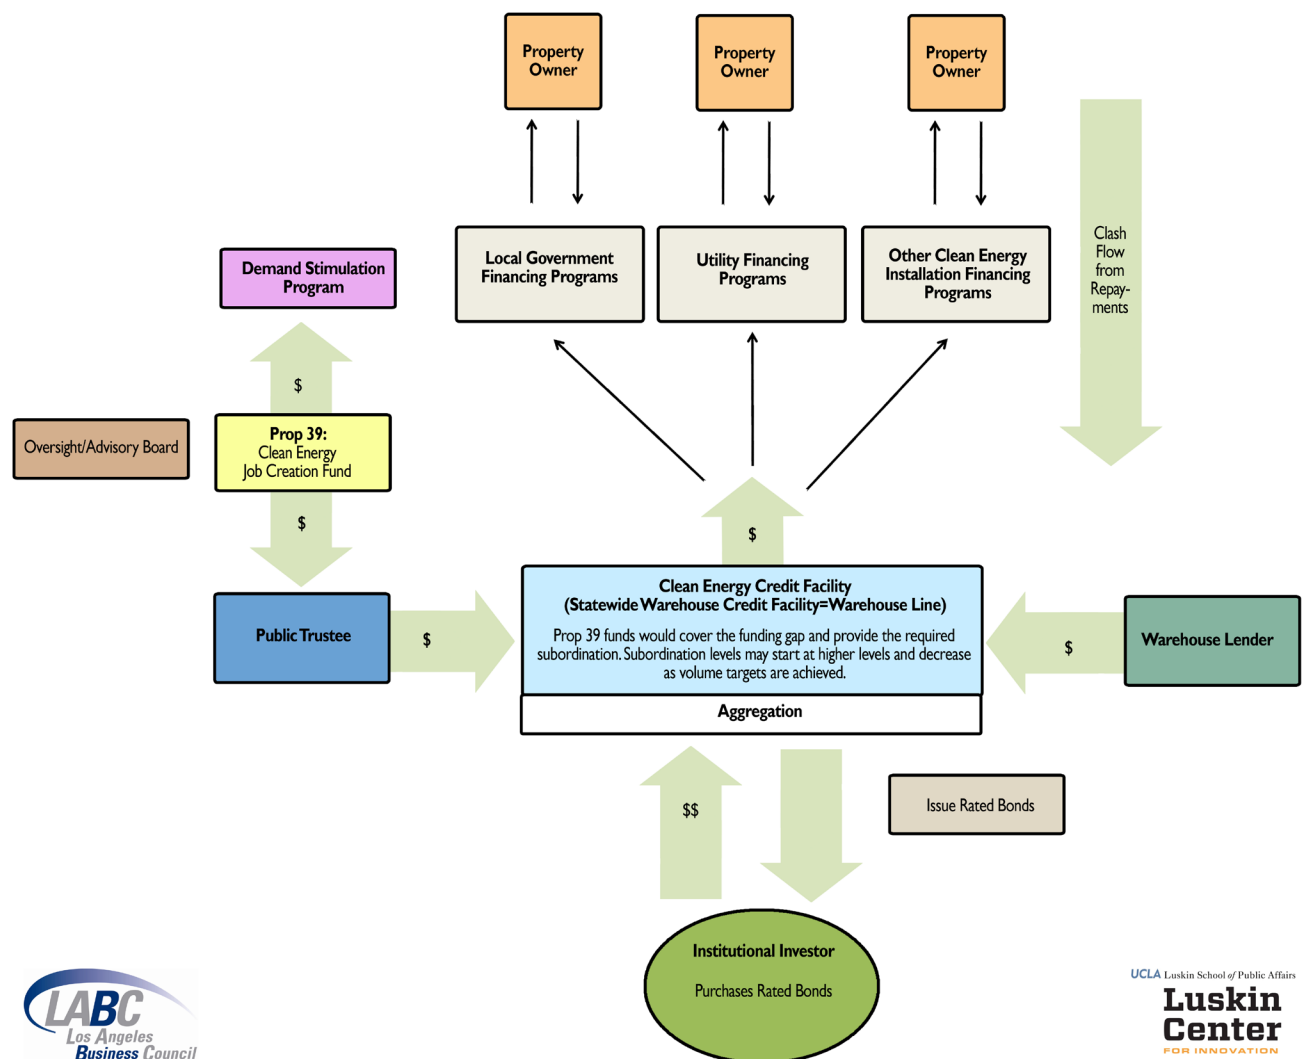 Property
Owner
Property
Owner
Property
Owner
Local Government
Financing Programs
Utility Financing
Programs
Other Clean Energy
Installation Financing
Programs
Clash
Flow
from
Repay-
ments
Demand Stimulation
Program
$
Oversight/Advisory Board
Prop 39:
Clean Energy
Job Creation Fund
$
$
Clean Energy Credit Facility
(Statewide Warehouse Credit Facility=Warehouse Line)
Prop 39 funds would cover the funding gap and provide the required
subordination. Subordination levels may start at higher levels and decrease
as volume targets are achieved.
Aggregation
Public Trustee
$
$
Warehouse Lender
$$
Issue Rated Bonds
Institutional Investor
Purchases Rated Bonds
LABC
Los Angeles
Business Council
UCLA Luskin School of Public Affairs
Luskin
Center
FOR INNOVATION